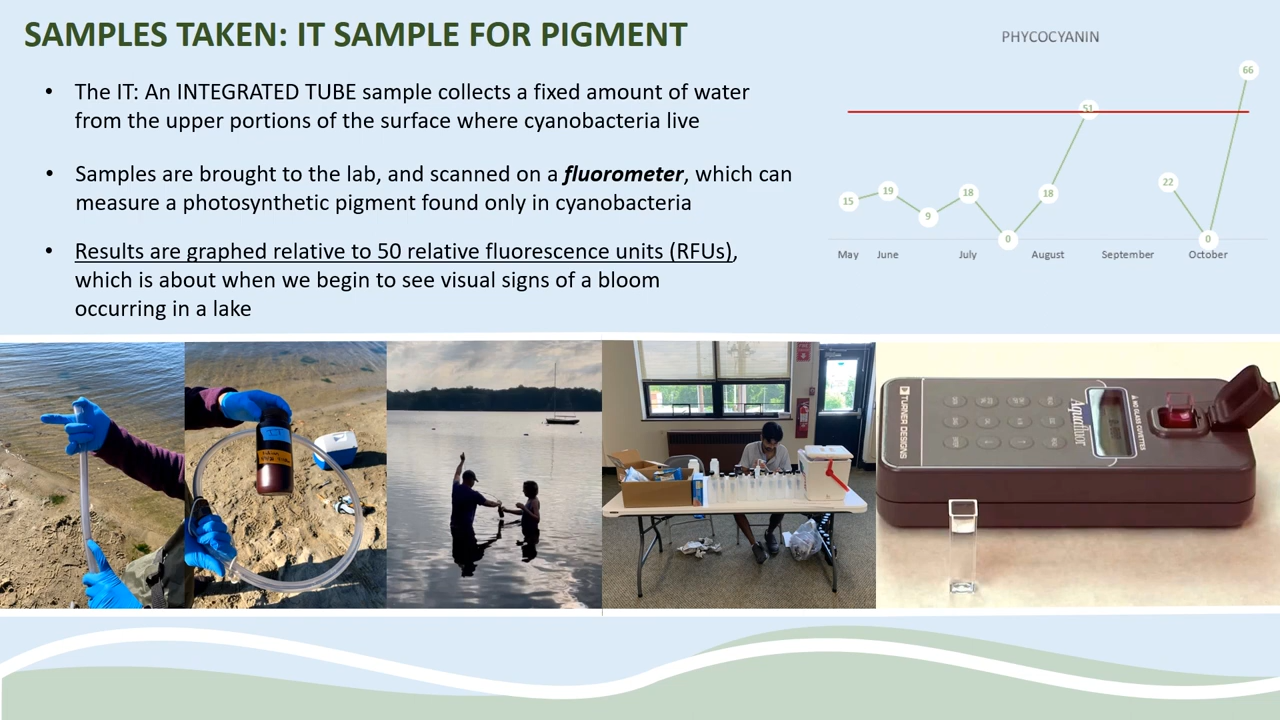 SAMPLES TAKEN: IT SAMPLE FOR PIGMENT
• The IT: An INTEGRATED TUBE sample collects a fixed amount of water
from the upper portions of the surface where cyanobacteria live
• Samples are brought to the lab, and scanned on a fluorometer, which can
measure a photosynthetic pigment found only in cyanobacteria
• Results are graphed relative to 50 relative fluorescence units (RFUs),
which is about when we begin to see visual signs of a bloom
occurring in a lake
PHYCOCYANIN
66
51
15 19 9 18 0 18 22 0
May June July August September October
TURNER DESIGNS
AquaFluor
NO GLASS CUVETTES